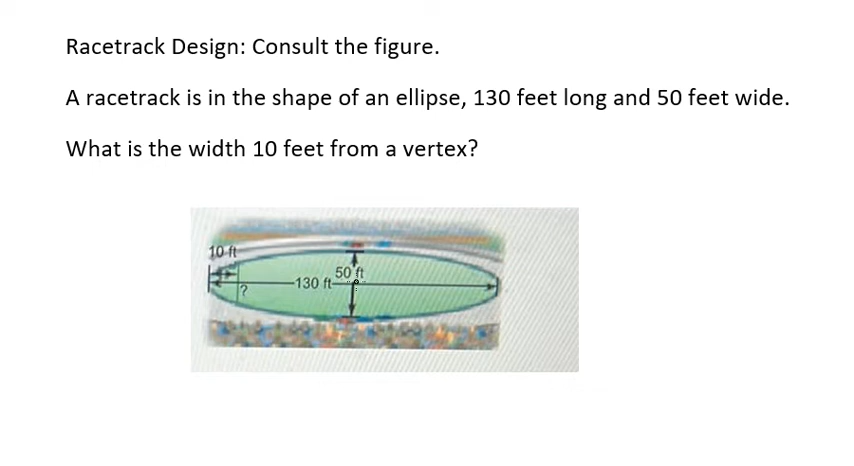 Racetrack Design: Consult the figure.
A racetrack is in the shape of an ellipse, 130 feet long and 50 feet wide.
What is the width 10 feet from a vertex?
10 ft
50 ft
130 ft
?